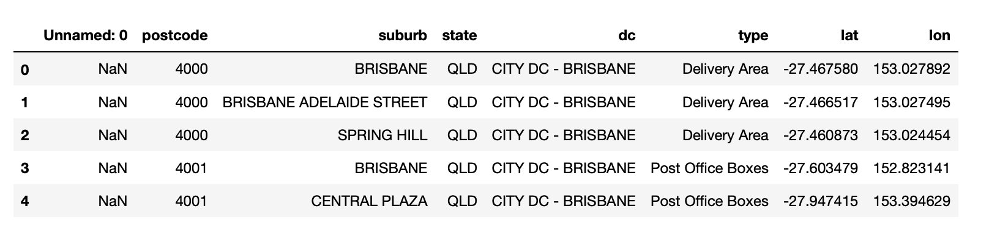 Unnamed: 0 postcode suburb state dc type lat lon
0 NaN 4000 BRISBANE QLD CITY DC - BRISBANE Delivery Area -27.467580 153.027892
1 NaN 4000 BRISBANE ADELAIDE STREET QLD CITY DC - BRISBANE Delivery Area -27.466517 153.027495
2 NaN 4000 SPRING HILL QLD CITY DC - BRISBANE Delivery Area -27.460873 153.024454
3 NaN 4001 BRISBANE QLD CITY DC - BRISBANE Post Office Boxes -27.603479 152.823141
4 NaN 4001 CENTRAL PLAZA QLD CITY DC - BRISBANE Post Office Boxes -27.947415 153.394629